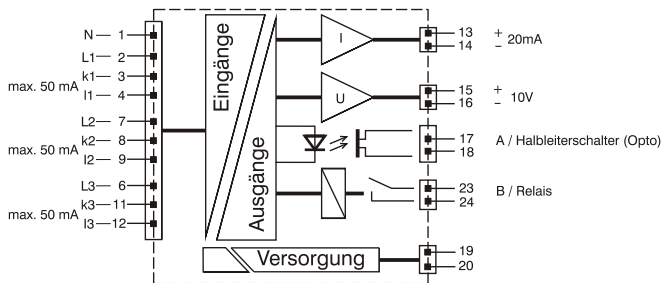 N 1
L1 2
k1 3
max. 50 mA
l1 4
L2 7
k2 8
max. 50 mA
l2 9
L3 6
k3 11
max. 50 mA
l3 12
Eingänge
Ausgänge
Versorgung
I
U
13 +
20mA
14 −
15 +
10V
16 −
17
A / Halbleiterschalter (Opto)
18
23
B / Relais
24
19
20